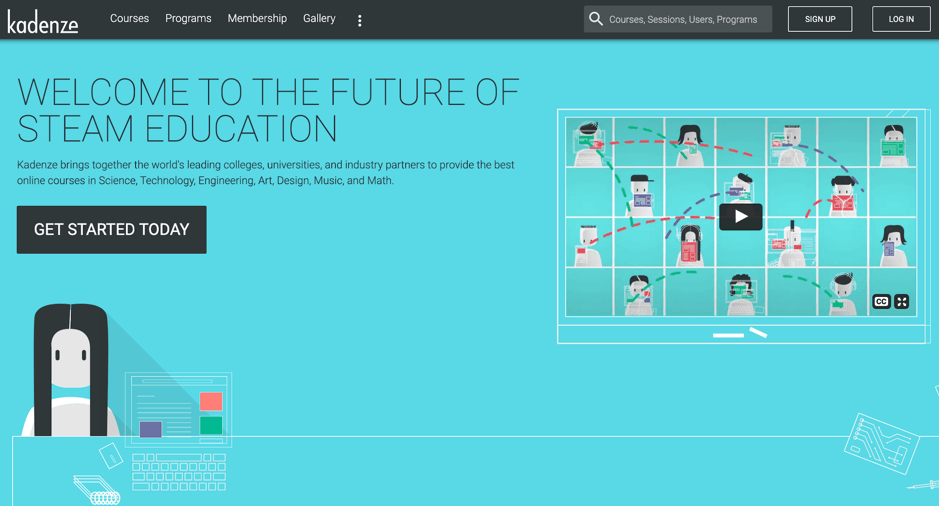 kadenze
Courses Programs Membership Gallery
Courses, Sessions, Users, Programs
SIGN UP
LOG IN
WELCOME TO THE FUTURE OF
STEAM EDUCATION
Kadenze brings together the world's leading colleges, universities, and industry partners to provide the best
online courses in Science, Technology, Engineering, Art, Design, Music, and Math.
GET STARTED TODAY
CC